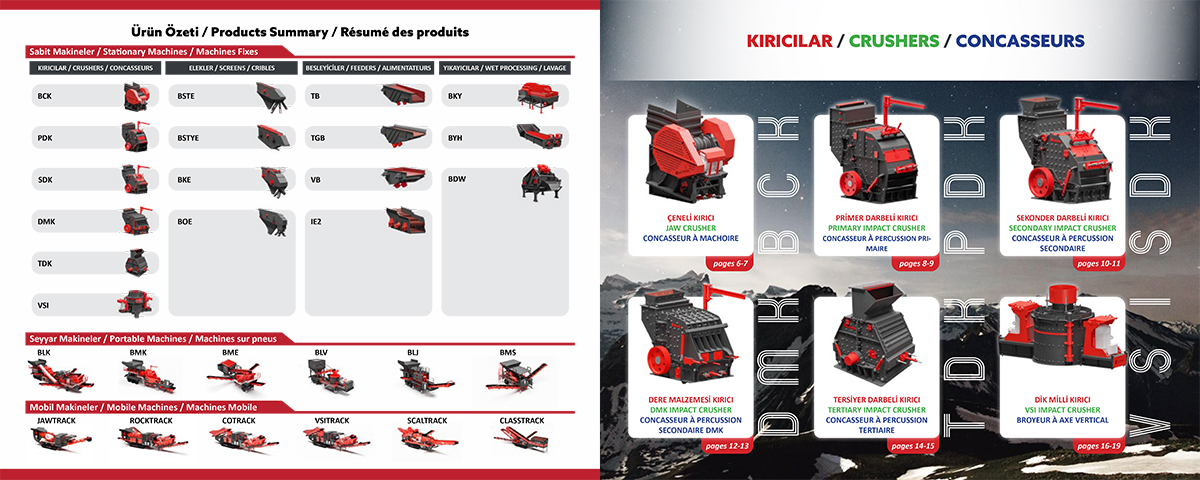 Ürün Özeti / Products Summary / Résumé des produits
Sabit Makineler / Stationary Machines / Machines Fixes
KIRICILAR / CRUSHERS / CONCASSEURS
BCK
PDK
SDK
DMK
TDK
VSI
ELEKLER / SCREENS / CRIBLES
BSTE
BSTYE
BKE
BOE
BESLEYİCİLER / FEEDERS / ALIMENTATEURS
TB
TGB
VB
IE2
YIKAYICILAR / WET PROCESSING / LAVAGE
BKY
BYH
BDW
Seyyar Makineler / Portable Machines / Machines sur pneus
BLK
BMK
BME
BLV
BLJ
BMS
Mobil Makineler / Mobile Machines / Machines Mobile
JAWTRACK
ROCKTRACK
COTRACK
VSITRACK
SCALTRACK
CLASSTRACK
KIRICILAR / CRUSHERS / CONCASSEURS
ÇENELİ KIRICI
JAW CRUSHER
CONCASSEUR À MACHOIRE
pages 6-7
BCK
PRİMER DARBELİ KIRICI
PRIMARY IMPACT CRUSHER
CONCASSEUR À PERCUSSION PRI-
MAIRE
pages 8-9
PDK
SEKONDER DARBELİ KIRICI
SECONDARY IMPACT CRUSHER
CONCASSEUR À PERCUSSION
SECONDAIRE
pages 10-11
SDK
DERE MALZEMESİ KIRICI
DMK IMPACT CRUSHER
CONCASSEUR À PERCUSSION
SECONDAIRE DMK
pages 12-13
DMK
TERSİYER DARBELİ KIRICI
TERTIARY IMPACT CRUSHER
CONCASSEUR À PERCUSSION
TERTIAIRE
pages 14-15
TDK
DİK MİLLİ KIRICI
VSI IMPACT CRUSHER
BROYEUR À AXE VERTICAL
pages 16-19
VSI